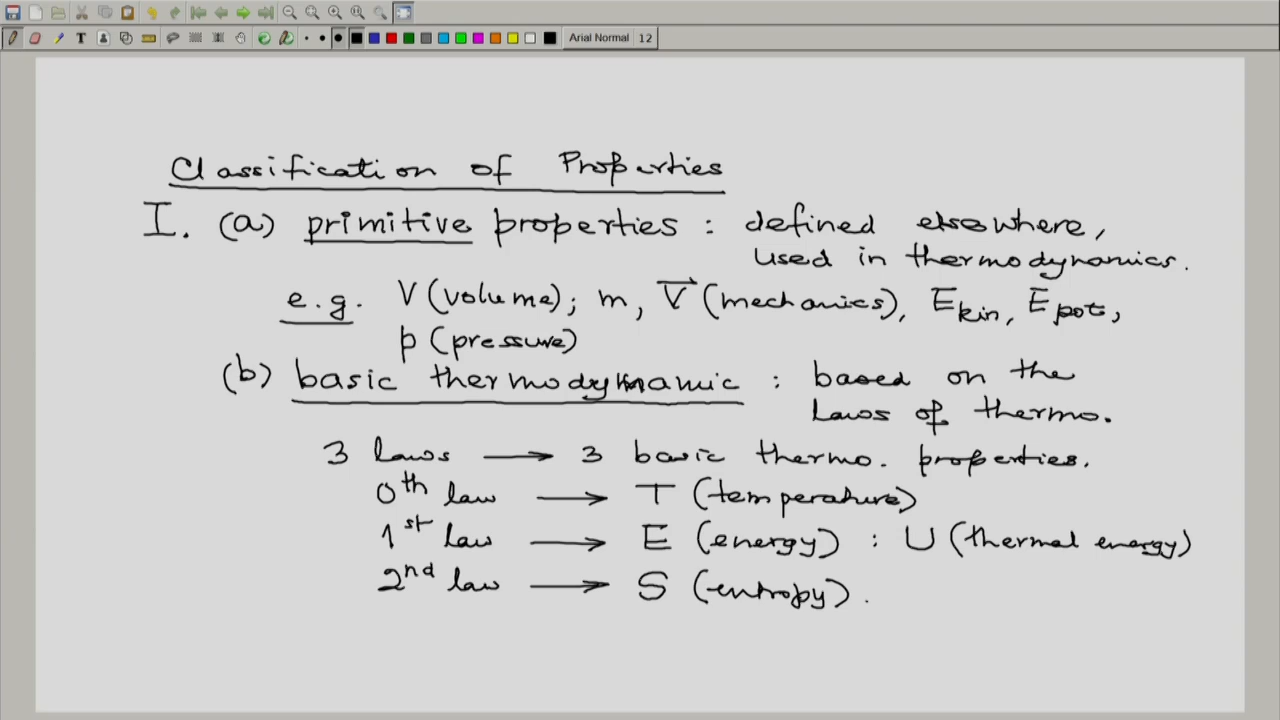 Arial Normal 12
Classification of Properties
I. (a) primitive properties : defined elsewhere,
used in thermodynamics.
e.g. V (volume); m, V⃗ (mechanics), Ekin, Epot,
p (pressure)
(b) basic thermodynamic : based on the
Laws of thermo.
3 laws → 3 basic thermo. properties.
0th law → T (temperature)
1st law → E (energy) : U (thermal energy)
2nd law → S (entropy).